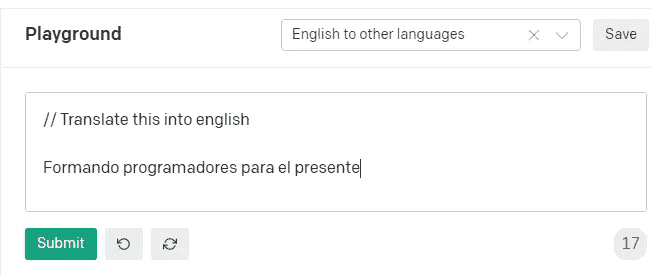 Playground
English to other languages
Save
// Translate this into english
Formando programadores para el presente
Submit
17